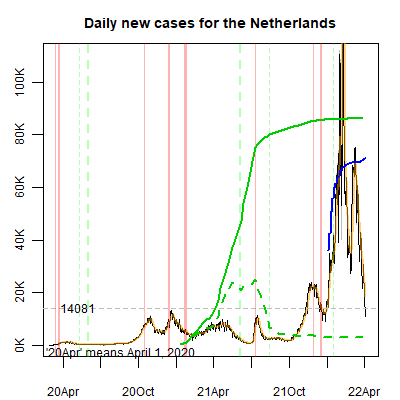 Daily new cases for the Netherlands
100K
80K
60K
40K
20K
0K
14081
"20Apr" means April 1, 2020
20Apr 20Oct 21Apr 21Oct 22Apr